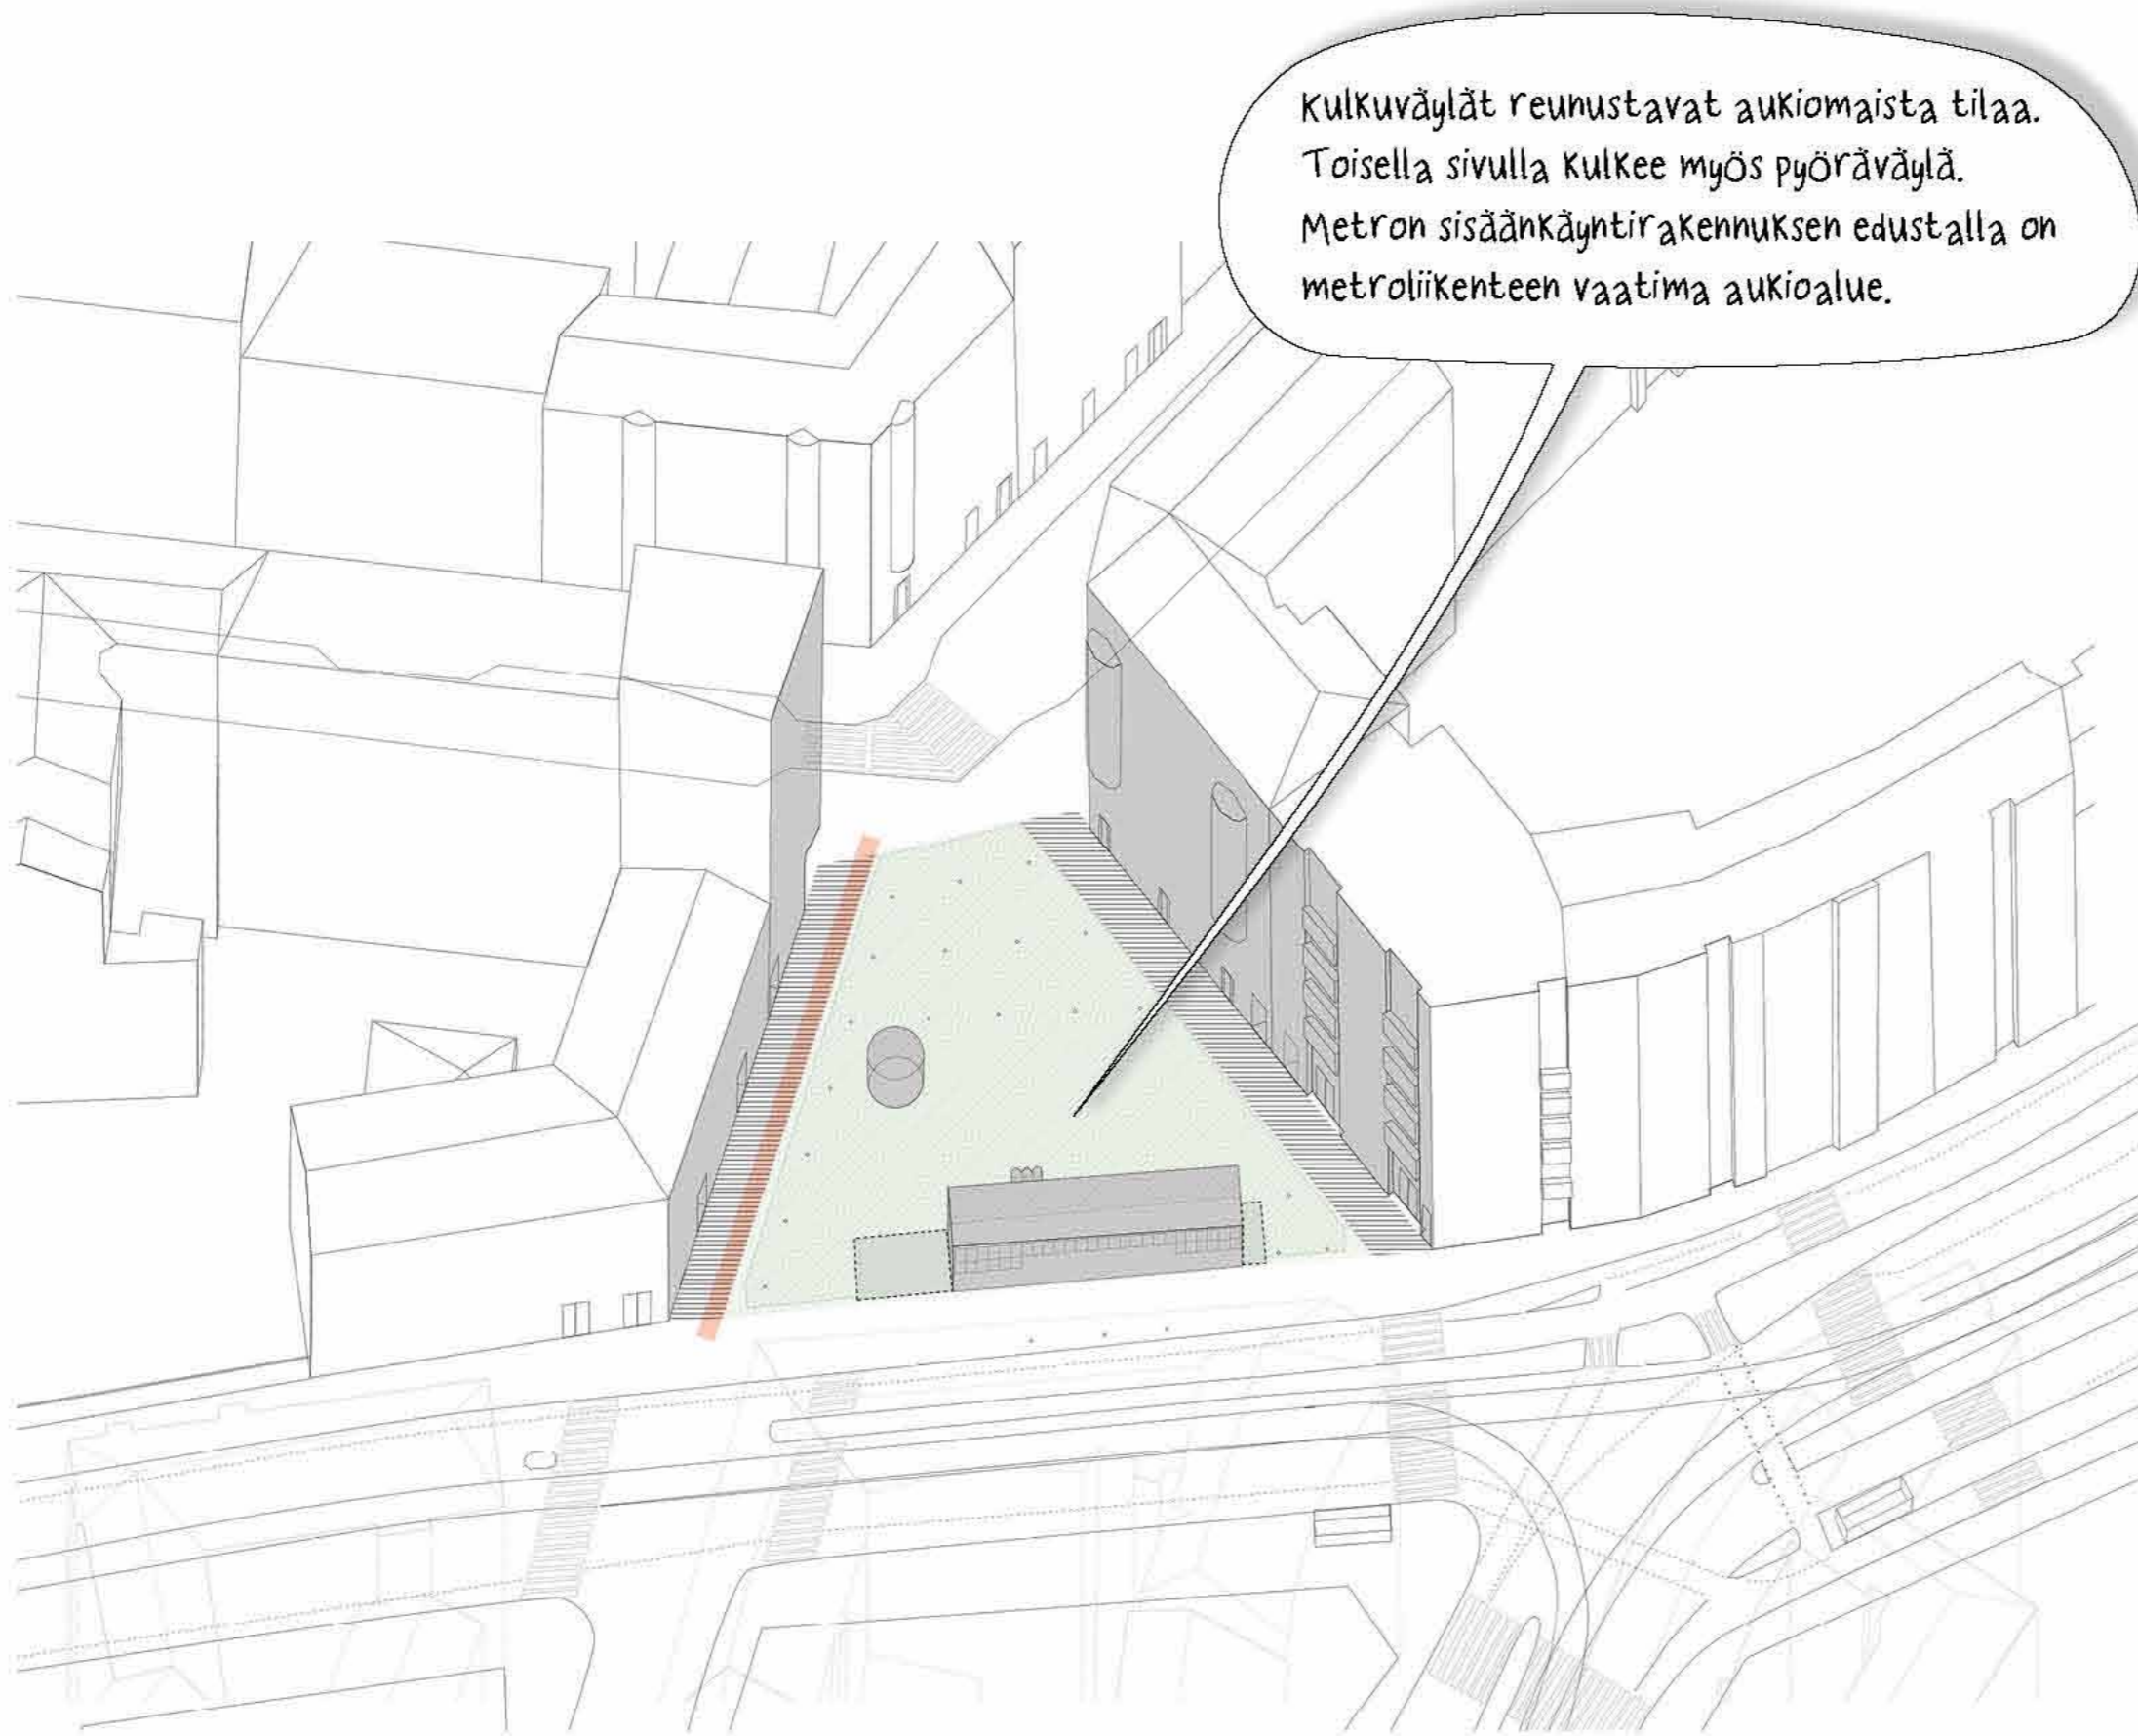 Kulkuväylät reunustavat aukiomaista tilaa.
Toisella sivulla kulkee myös pyöräväylä.
Metron sisäänkäyntirakennuksen edustalla on
metroliikenteen vaatima aukioalue.